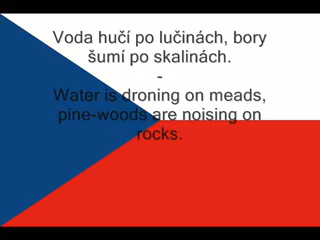 Voda hučí po lučinách, bory
šumí po skalinách.
-
Water is droning on meads,
pine-woods are noising on
rocks.